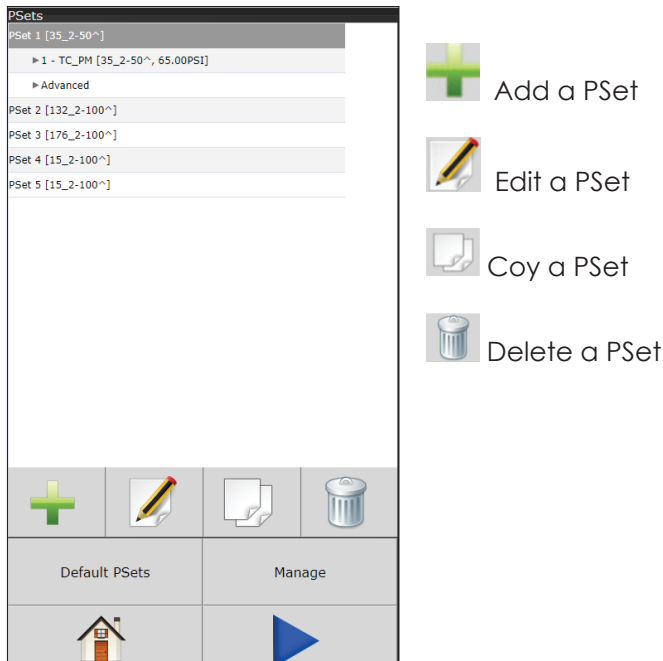 PSets
PSet 1 [35_2-50^]
1 - TC_PM [35_2-50^, 65.00PSI]
Advanced
PSet 2 [132_2-100^]
PSet 3 [176_2-100^]
PSet 4 [15_2-100^]
PSet 5 [15_2-100^]
Default PSets
Manage
Add a PSet
Edit a PSet
Coy a PSet
Delete a PSet